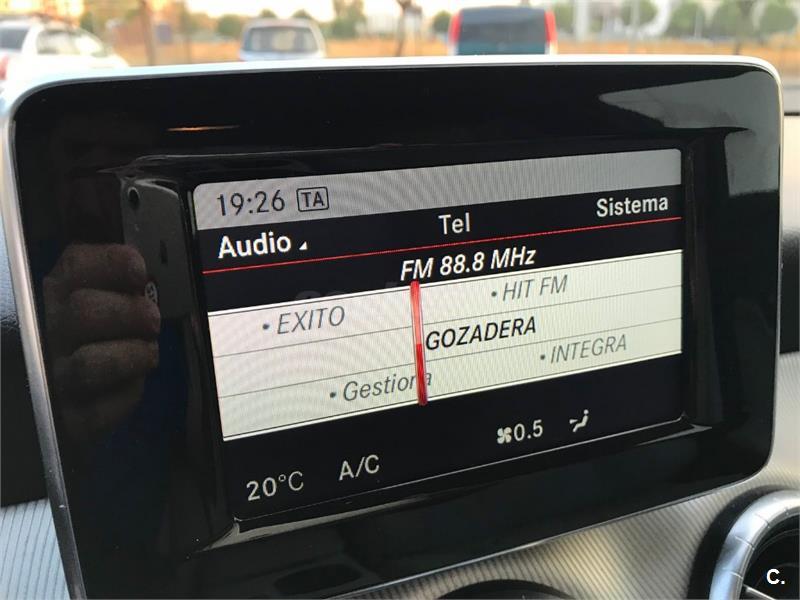 19:26 TA
Audio Tel Sistema
FM 88.8 MHz
• EXITO • HIT FM
GOZADERA
• Gestiona • INTEGRA
20°C A/C 0.5
C.